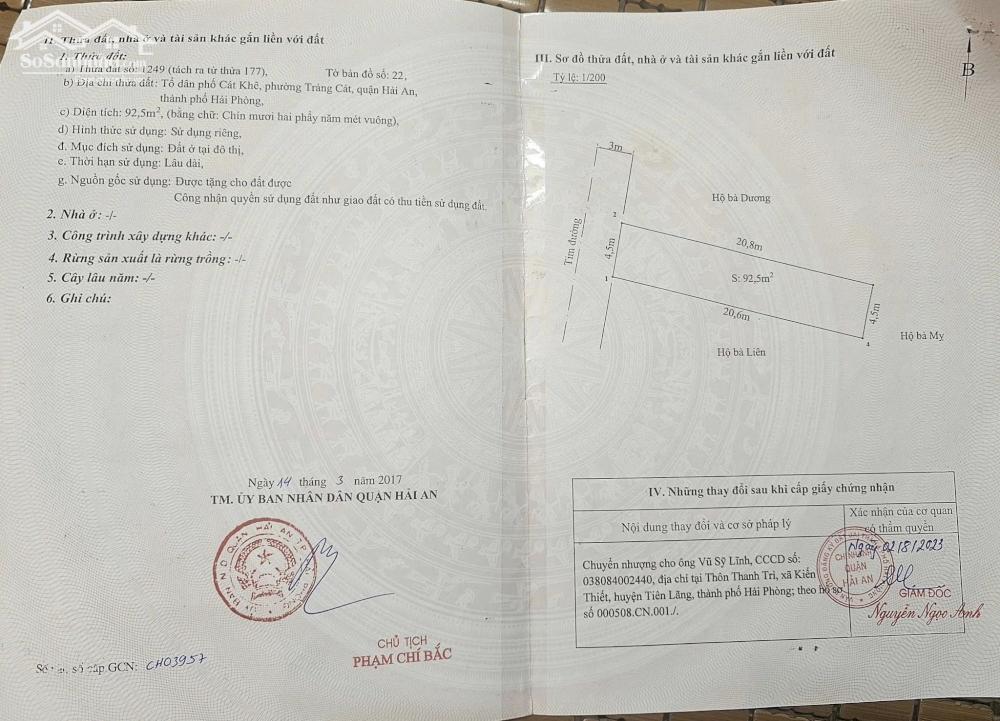 II. Thửa đất, nhà ở và tài sản khác gắn liền với đất
1. Thửa đất:
a) Thửa đất số: 1249 (tách ra từ thửa 177), Tờ bản đồ số: 22,
b) Địa chỉ thửa đất: Tổ dân phố Cát Khê, phường Tràng Cát, quận Hải An,
thành phố Hải Phòng,
c) Diện tích: 92,5m², (bằng chữ: Chín mươi hai phẩy năm mét vuông),
d) Hình thức sử dụng: Sử dụng riêng,
đ. Mục đích sử dụng: Đất ở tại đô thị,
e. Thời hạn sử dụng: Lâu dài,
g. Nguồn gốc sử dụng: Được tặng cho đất được
Công nhận quyền sử dụng đất như giao đất có thu tiền sử dụng đất.
2. Nhà ở: -/-
3. Công trình xây dựng khác: -/-
4. Rừng sản xuất là rừng trồng: -/-
5. Cây lâu năm: -/-
6. Ghi chú:
Ngày 14 tháng 3 năm 2017
TM. ỦY BAN NHÂN DÂN QUẬN HẢI AN
CHỦ TỊCH
PHẠM CHÍ BẮC
số cấp GCN: CH03957
III. Sơ đồ thửa đất, nhà ở và tài sản khác gắn liền với đất
Tỷ lệ: 1/200
B
3m
Hộ bà Dương
2
Tim đường
4,5m
20,8m
S: 92,5m²
1
20,6m
4,5m
4
Hộ bà Mỵ
Hộ bà Liên
IV. Những thay đổi sau khi cấp giấy chứng nhận
Nội dung thay đổi và cơ sở pháp lý
Xác nhận của cơ quan
có thẩm quyền
Chuyển nhượng cho ông Vũ Sỹ Lĩnh, CCCD số:
038084002440, địa chỉ tại Thôn Thanh Trì, xã Kiến
Thiết, huyện Tiên Lãng, thành phố Hải Phòng; theo hồ sơ
số 000508.CN.001./.
Ngày 02/8/2023
CHI NHÁNH
QUẬN
HẢI AN
GIÁM ĐỐC
Nguyễn Ngọc Anh